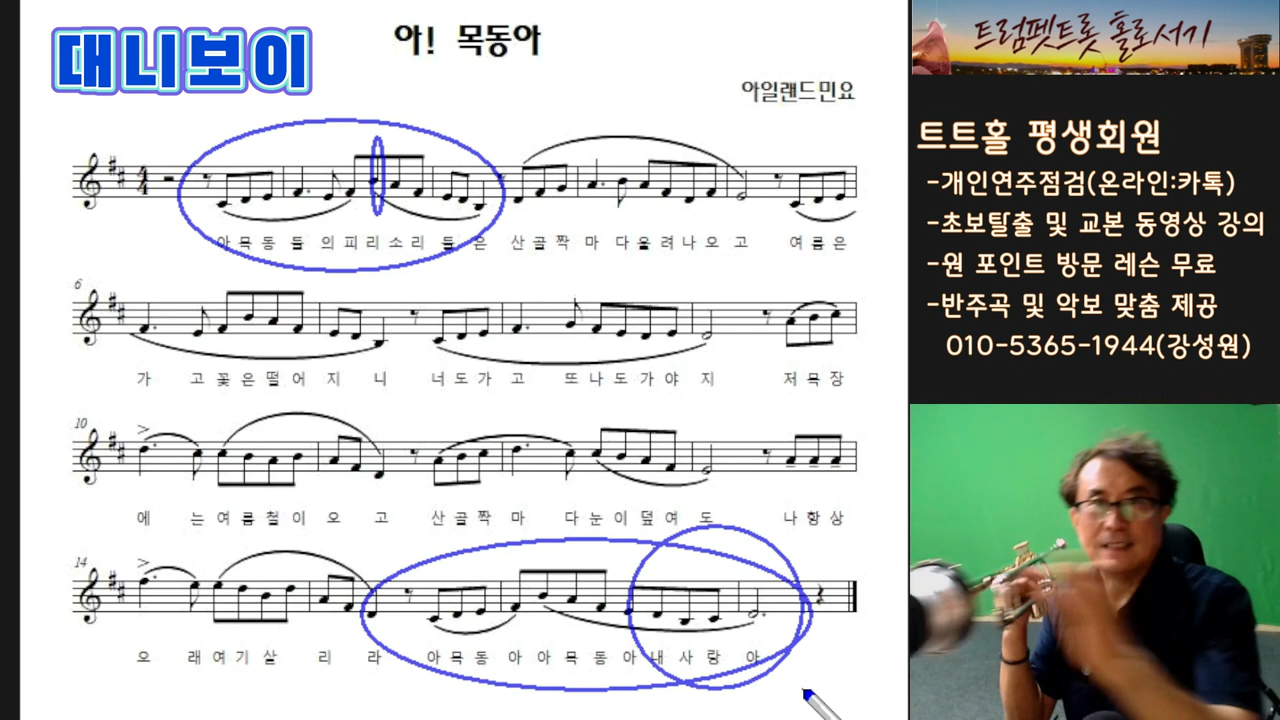 대니보이
아! 목동아
아일랜드민요
아 목 동 들 의 피 리 소 리 들 은 산 골 짝 마 다 울 려 나 오 고 여 름 은
6
가 고 꽃 은 떨 어 지 니 너 도 가 고 또 나 도 가 야 지 저 목 장
10
에 는 여 름 철 이 오 고 산 골 짝 마 다 눈 이 덮 여 도 나 항 상
14
오 래 여 기 살 리 라 아 목 동 아 아 목 동 아 내 사 랑 아
트럼펫트롯 홀로서기
트트홀 평생회원
-개인연주점검(온라인:카톡)
-초보탈출 및 교본 동영상 강의
-원 포인트 방문 레슨 무료
-반주곡 및 악보 맞춤 제공
010-5365-1944(강성원)